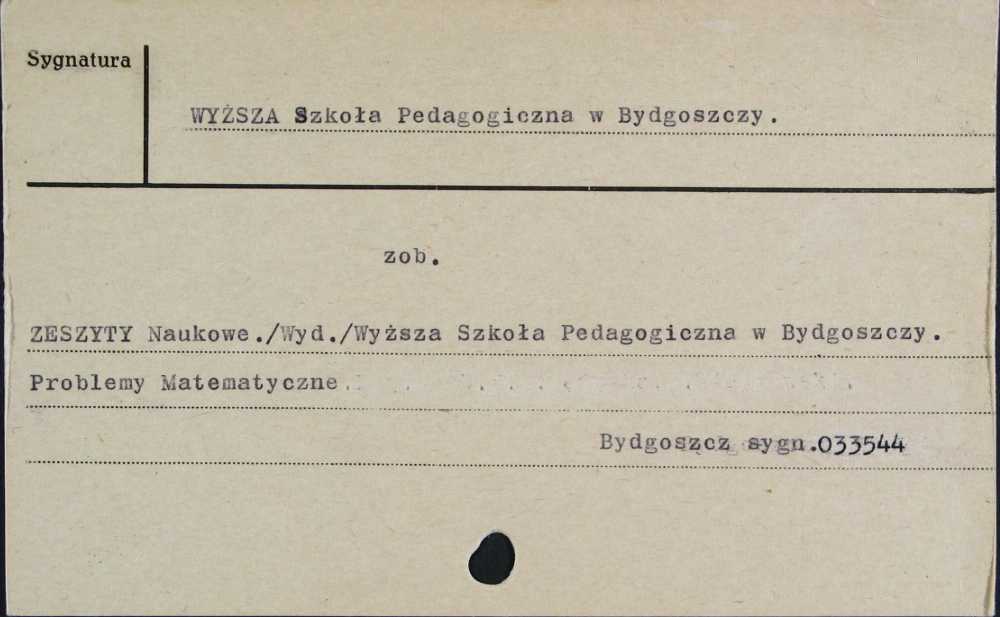 Sygnatura
WYŻSZA Szkoła Pedagogiczna w Bydgoszczy.
zob.
ZESZYTY Naukowe./Wyd./Wyższa Szkoła Pedagogiczna w Bydgoszczy.
Problemy Matematyczne.
Bydgoszcz sygn.033544